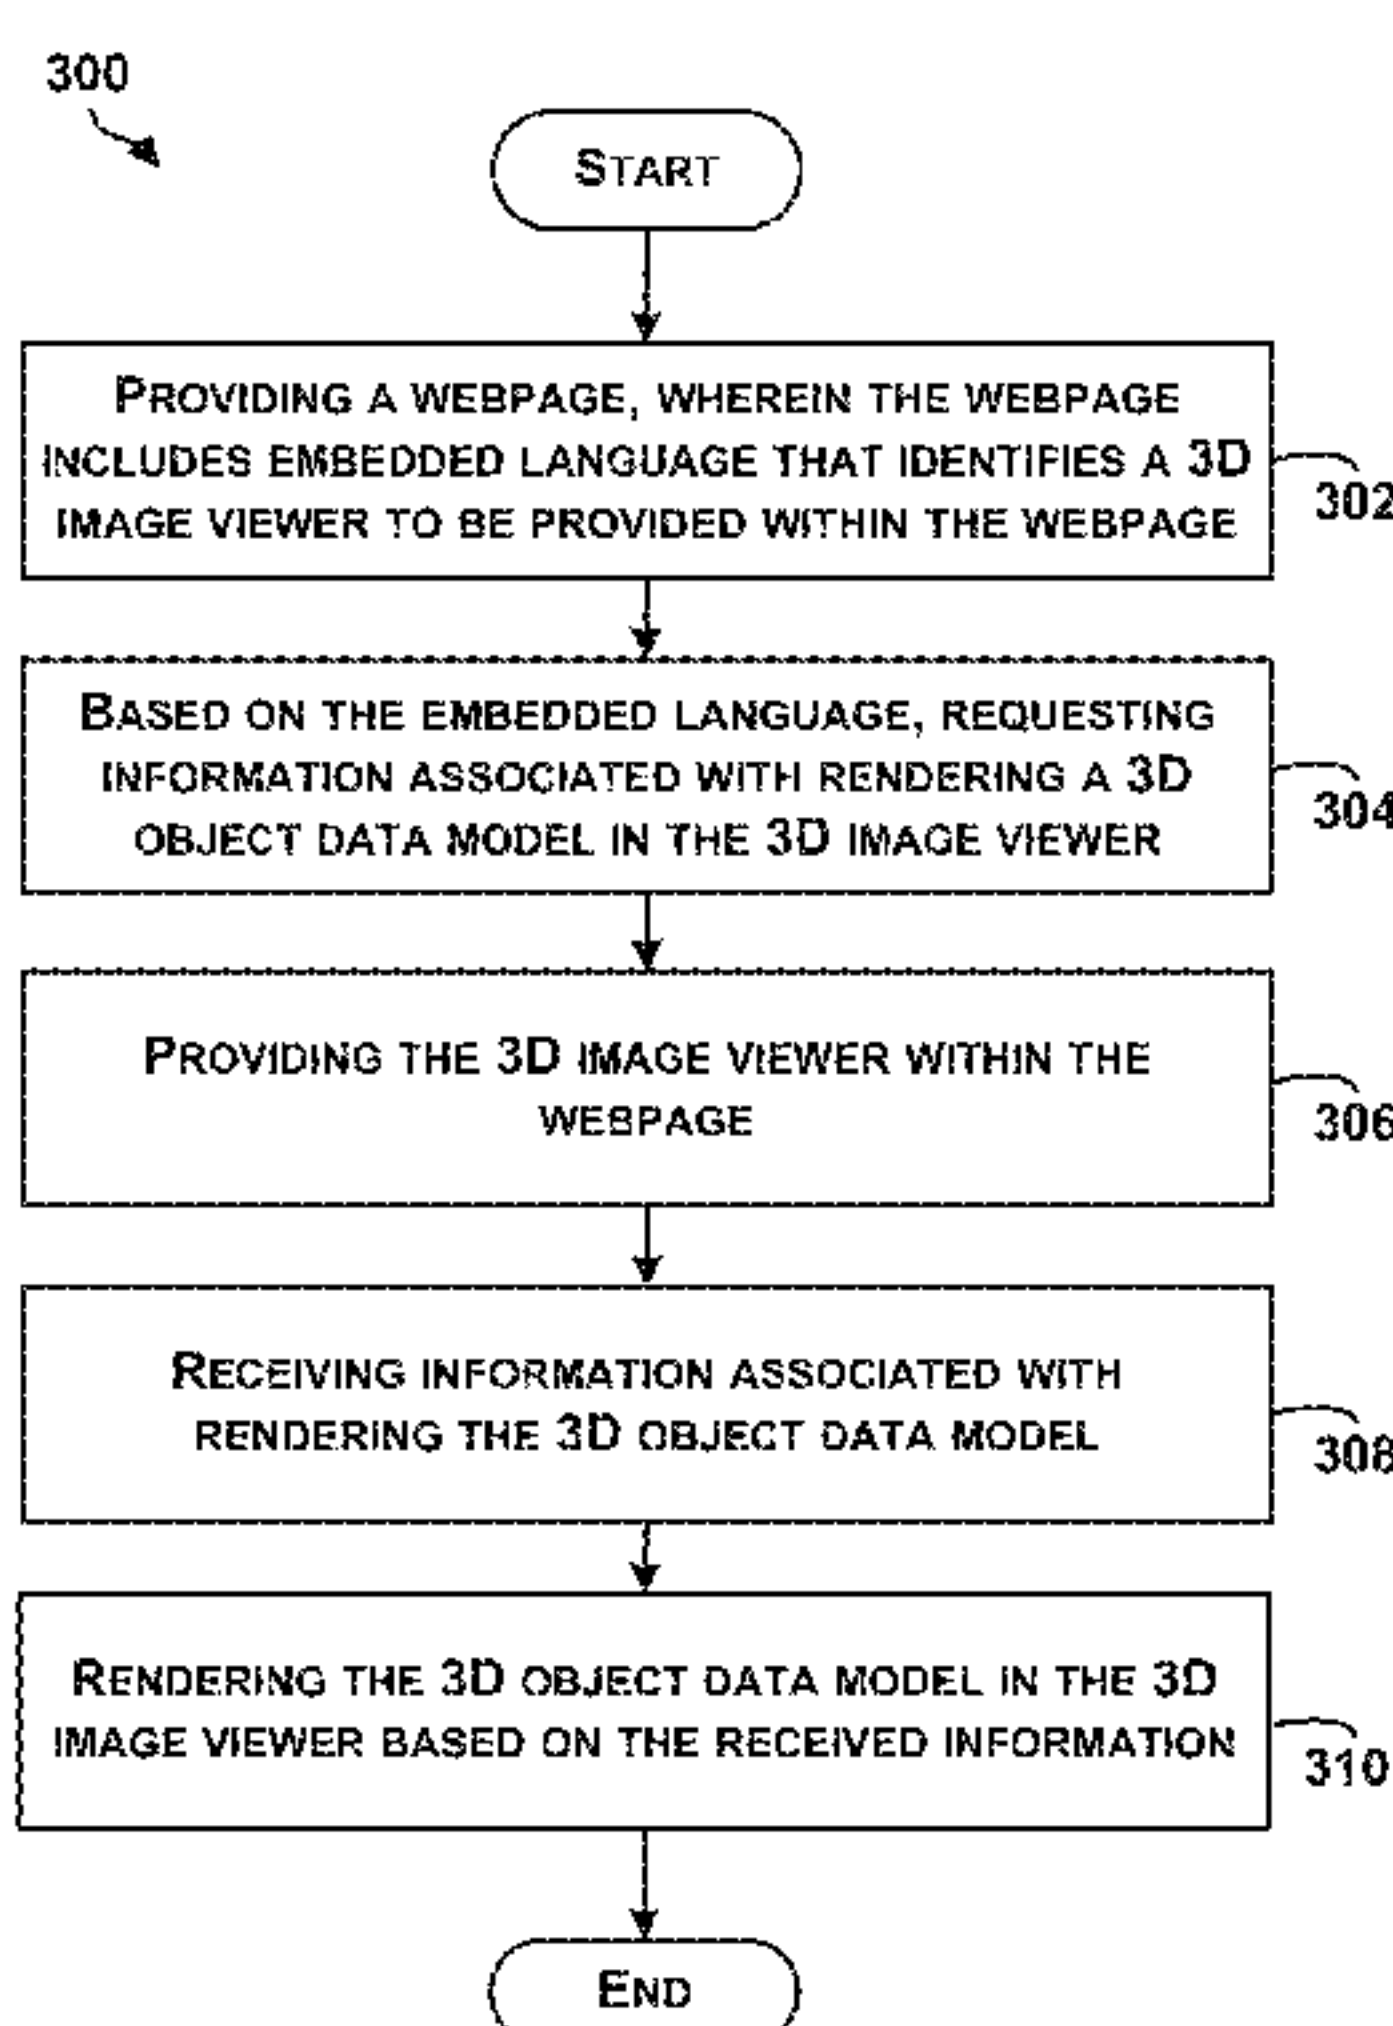 300
START
PROVIDING A WEBPAGE, WHEREIN THE WEBPAGE
INCLUDES EMBEDDED LANGUAGE THAT IDENTIFIES A 3D
IMAGE VIEWER TO BE PROVIDED WITHIN THE WEBPAGE
302
BASED ON THE EMBEDDED LANGUAGE, REQUESTING
INFORMATION ASSOCIATED WITH RENDERING A 3D
OBJECT DATA MODEL IN THE 3D IMAGE VIEWER
304
PROVIDING THE 3D IMAGE VIEWER WITHIN THE
WEBPAGE
306
RECEIVING INFORMATION ASSOCIATED WITH
RENDERING THE 3D OBJECT DATA MODEL
308
RENDERING THE 3D OBJECT DATA MODEL IN THE 3D
IMAGE VIEWER BASED ON THE RECEIVED INFORMATION
310
END